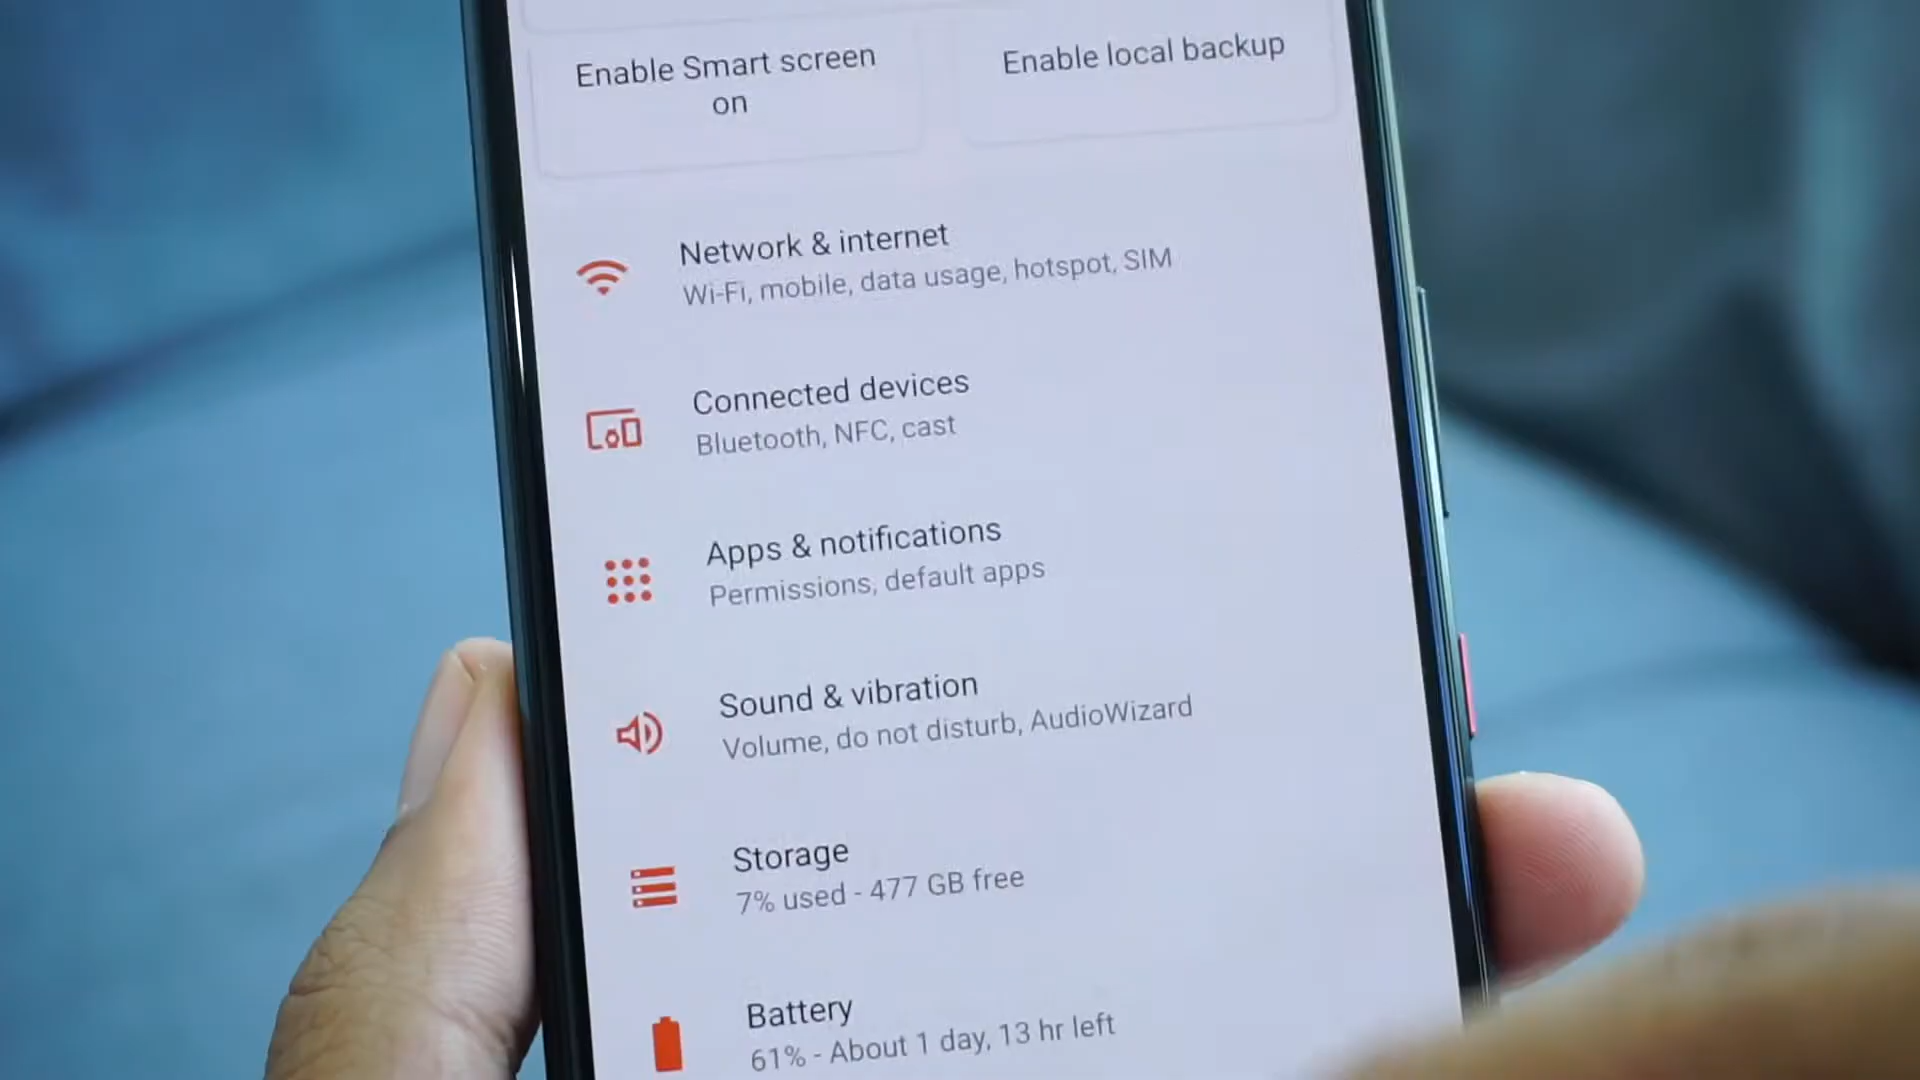 Enable Smart screen
on
Enable local backup
Network & internet
Wi-Fi, mobile, data usage, hotspot, SIM
Connected devices
Bluetooth, NFC, cast
Apps & notifications
Permissions, default apps
Sound & vibration
Volume, do not disturb, AudioWizard
Storage
7% used - 477 GB free
Battery
61% - About 1 day, 13 hr left